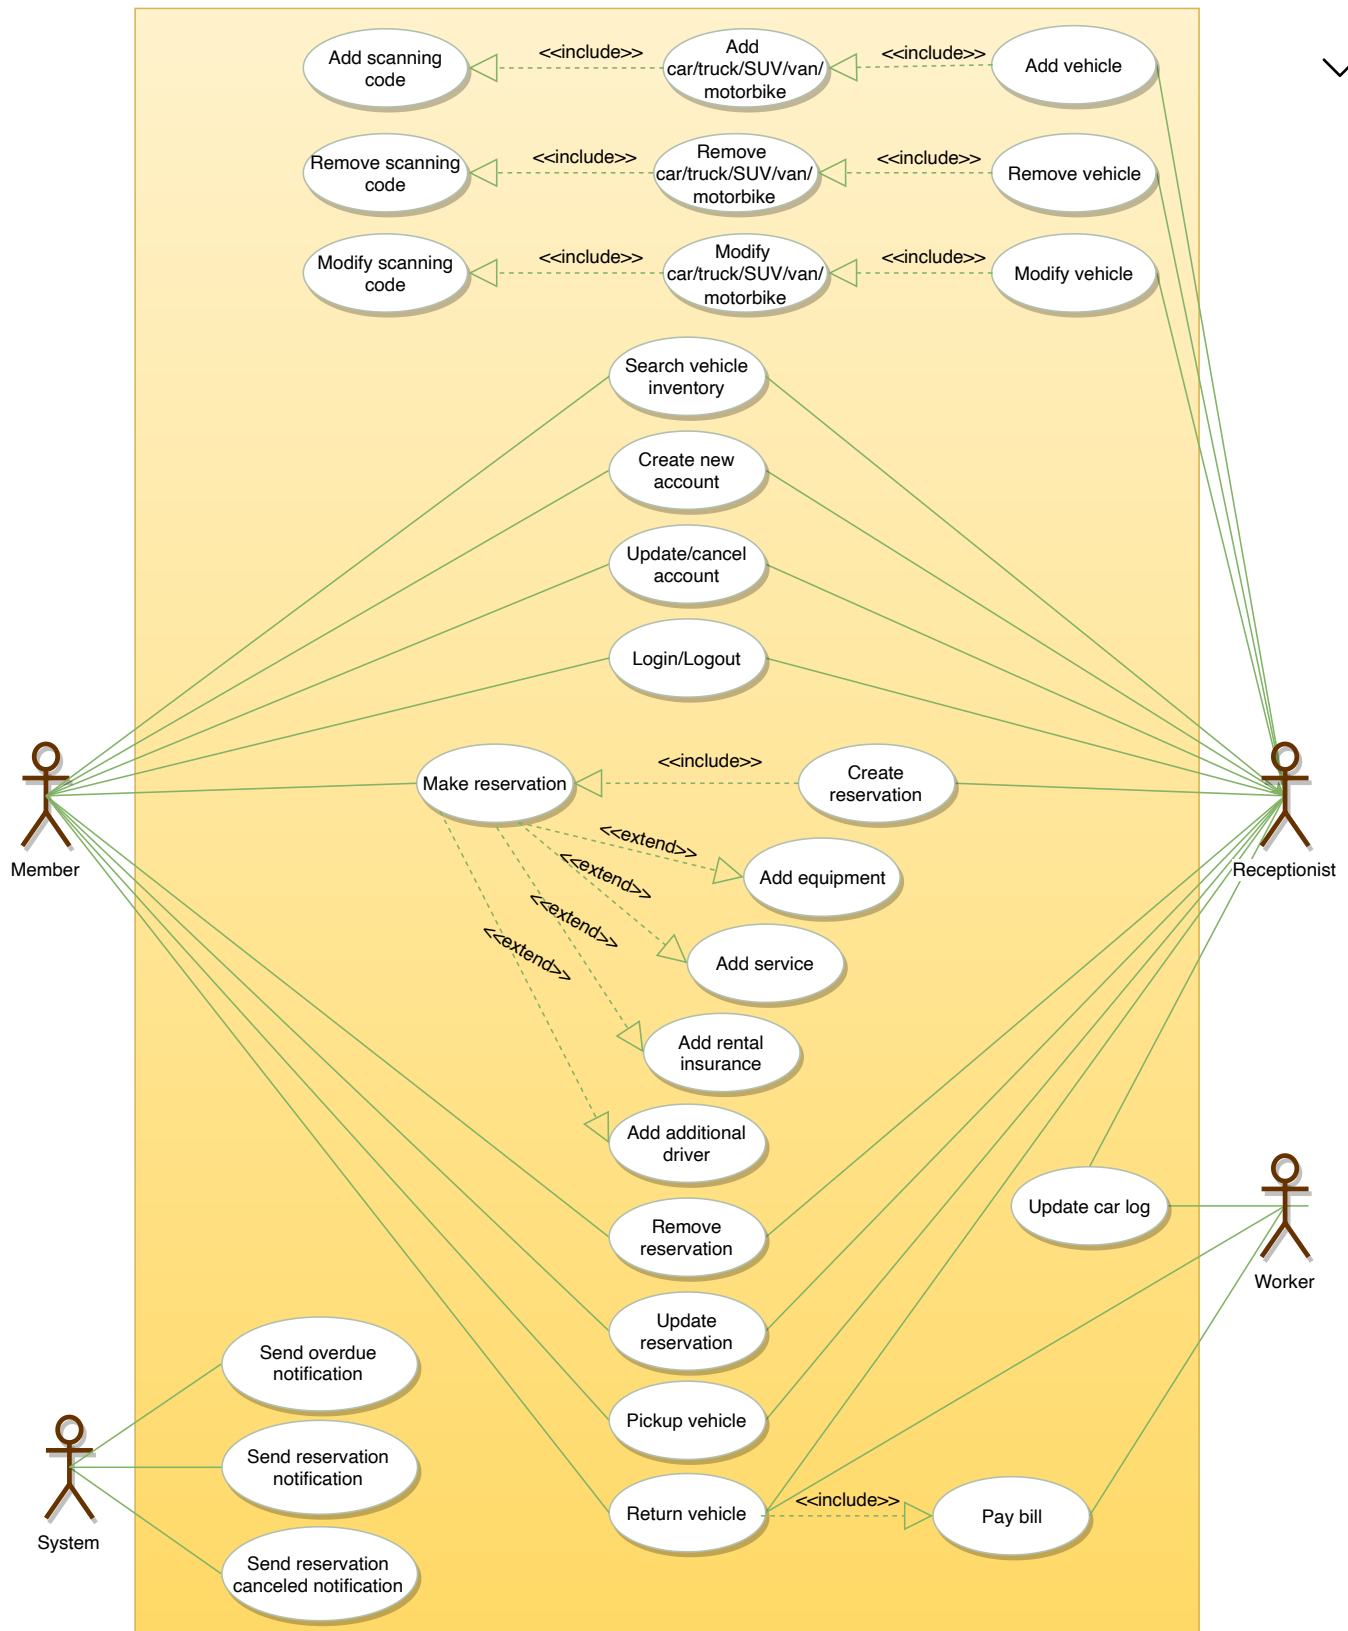 Add scanning
code
<<include>>
Add
car/truck/SUV/van/
motorbike
<<include>>
Add vehicle
Remove scanning
code
<<include>>
Remove
car/truck/SUV/van/
motorbike
<<include>>
Remove vehicle
Modify scanning
code
<<include>>
Modify
car/truck/SUV/van/
motorbike
<<include>>
Modify vehicle
Search vehicle
inventory
Create new
account
Update/cancel
account
Login/Logout
Make reservation
<<include>>
Create
reservation
Member
Receptionist
<<extend>>
Add equipment
<<extend>>
Add service
<<extend>>
Add rental
insurance
<<extend>>
Add additional
driver
Remove
reservation
Update car log
Worker
Update
reservation
Send overdue
notification
Pickup vehicle
Send reservation
notification
Return vehicle
<<include>>
Pay bill
System
Send reservation
canceled notification